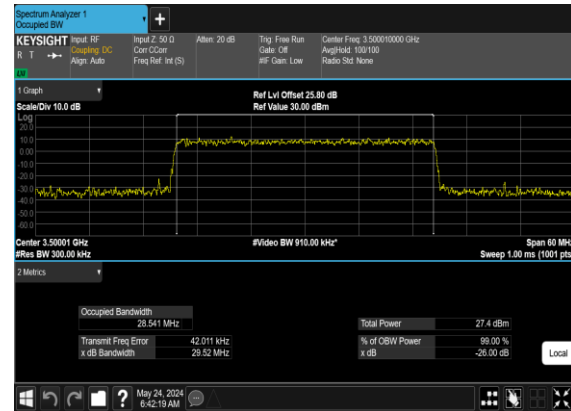 Spectrum Analyzer 1
Occupied BW
+
KEYSIGHT Input: RF Input Z: 50 Ω Atten: 20 dB Trig: Free Run Center Freq: 3.500010000 GHz
R T Coupling: DC Corr CCorr Gate: Off Avg|Hold: 100/100
Align: Auto Freq Ref: Int (S) #IF Gain: Low Radio Std: None
1 Graph
Ref Lvl Offset 25.80 dB
Scale/Div 10.0 dB Ref Value 30.00 dBm
Log
20.0
10.0
0.00
-10.0
-20.0
-30.0
-40.0
-50.0
-60.0
Center 3.50001 GHz #Video BW 910.00 kHz* Span 60 MHz
#Res BW 300.00 kHz Sweep 1.00 ms (1001 pts
2 Metrics
Occupied Bandwidth
28.541 MHz Total Power 27.4 dBm
Transmit Freq Error 42.011 kHz % of OBW Power 99.00 %
x dB Bandwidth 29.52 MHz x dB -26.00 dB
Local
? May 24, 2024
6:42:19 AM